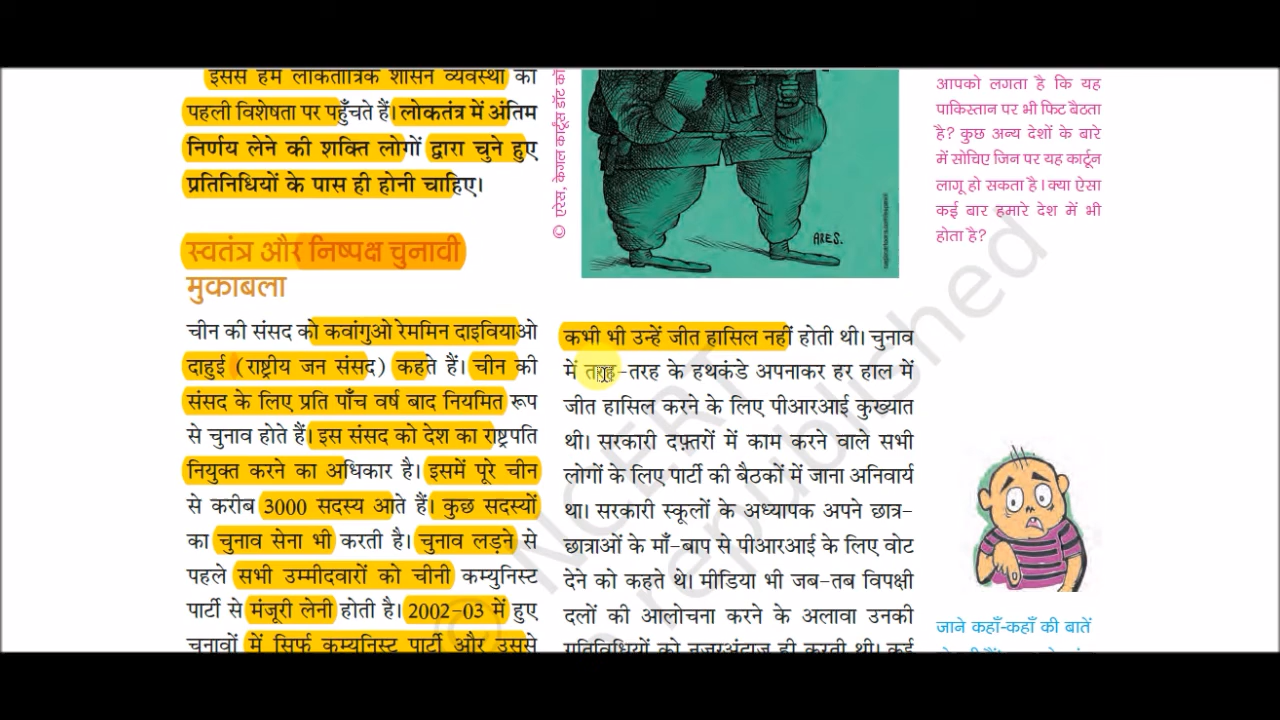 इससे हम लोकतांत्रिक शासन व्यवस्था की
पहली विशेषता पर पहुँचते हैं। लोकतंत्र में अंतिम
निर्णय लेने की शक्ति लोगों द्वारा चुने हुए
प्रतिनिधियों के पास ही होनी चाहिए।
स्वतंत्र और निष्पक्ष चुनावी
मुकाबला
चीन की संसद को कवांगुओ रेममिन दाइवियाओ
दाहुई (राष्ट्रीय जन संसद) कहते हैं। चीन की
संसद के लिए प्रति पाँच वर्ष बाद नियमित रूप
से चुनाव होते हैं। इस संसद को देश का राष्ट्रपति
नियुक्त करने का अधिकार है। इसमें पूरे चीन
से करीब 3000 सदस्य आते हैं। कुछ सदस्यों
का चुनाव सेना भी करती है। चुनाव लड़ने से
पहले सभी उम्मीदवारों को चीनी कम्युनिस्ट
पार्टी से मंजूरी लेनी होती है। 2002-03 में हुए
चुनावों में सिर्फ कम्युनिस्ट पार्टी और उससे
© एरेस, केगल कार्टून्स डॉट कॉ
ARES.
कभी भी उन्हें जीत हासिल नहीं होती थी। चुनाव
में तरह-तरह के हथकंडे अपनाकर हर हाल में
जीत हासिल करने के लिए पीआरआई कुख्यात
थी। सरकारी दफ़्तरों में काम करने वाले सभी
लोगों के लिए पार्टी की बैठकों में जाना अनिवार्य
था। सरकारी स्कूलों के अध्यापक अपने छात्र-
छात्राओं के माँ-बाप से पीआरआई के लिए वोट
देने को कहते थे। मीडिया भी जब-तब विपक्षी
दलों की आलोचना करने के अलावा उनकी
गतिविधियों को नजरअंदाज ही करती थी। कई
आपको लगता है कि यह
पाकिस्तान पर भी फिट बैठता
है? कुछ अन्य देशों के बारे
में सोचिए जिन पर यह कार्टून
लागू हो सकता है। क्या ऐसा
कई बार हमारे देश में भी
होता है?
जाने कहाँ-कहाँ की बातें
© NCERT
republished